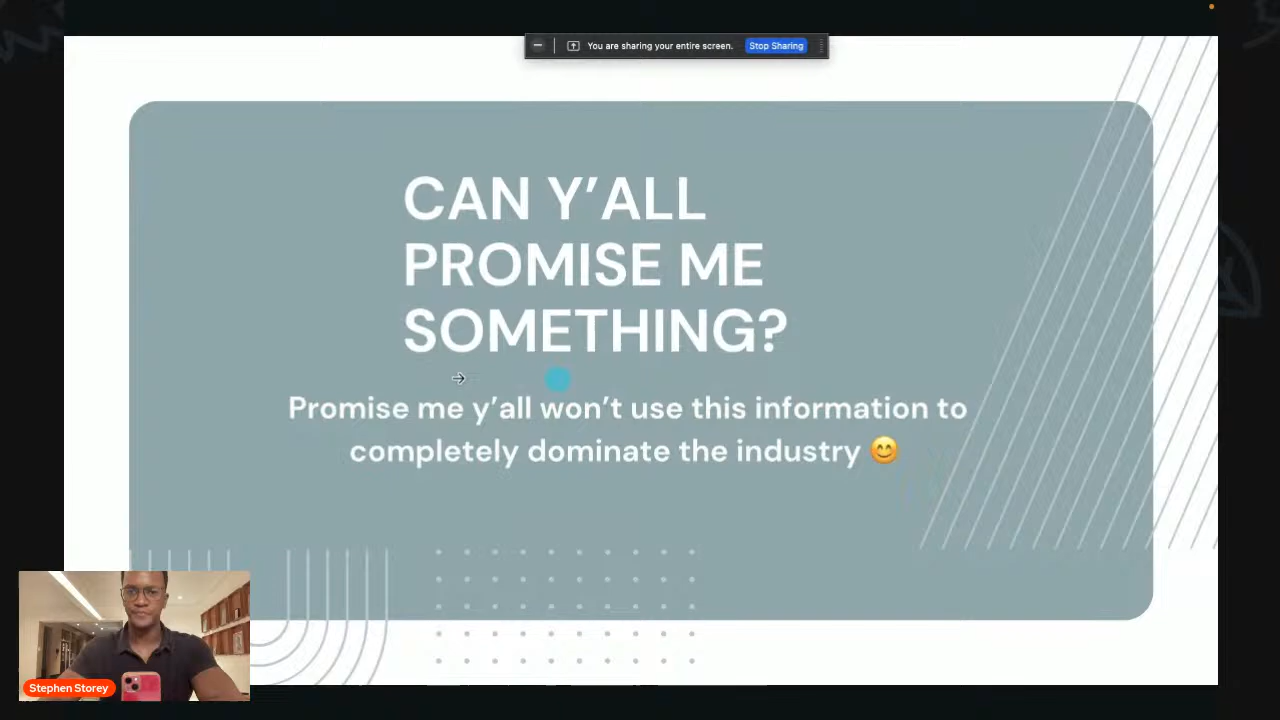 You are sharing your entire screen.
Stop Sharing
CAN Y’ALL
PROMISE ME
SOMETHING?
Promise me y’all won’t use this information to
completely dominate the industry 😊
Stephen Storey